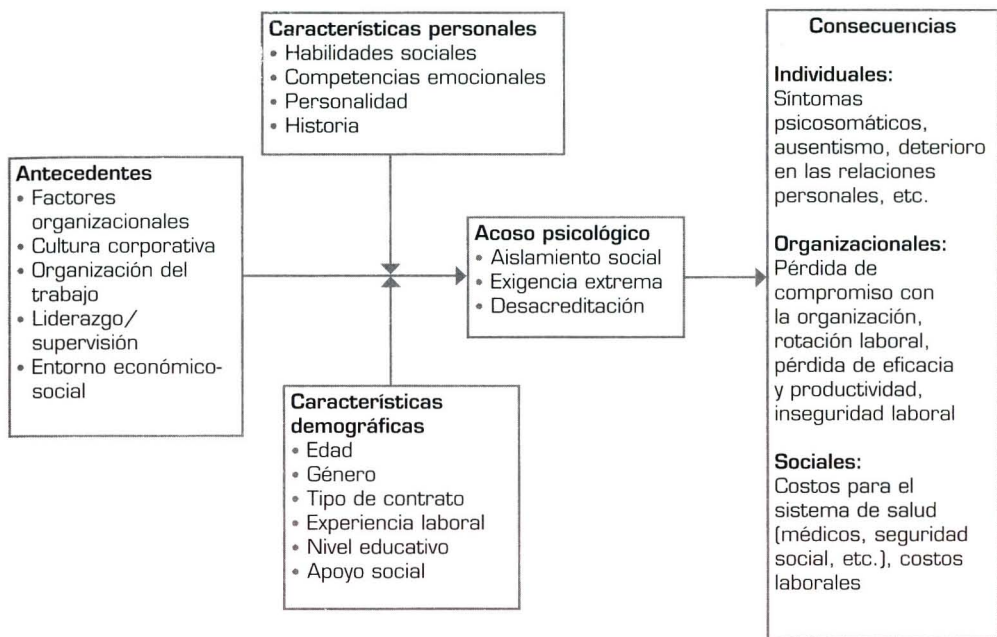 Características personales
• Habilidades sociales
• Competencias emocionales
• Personalidad
• Historia
Antecedentes
• Factores
organizacionales
• Cultura corporativa
• Organización del
trabajo
• Liderazgo/
supervisión
• Entorno económico-
social
Acoso psicológico
• Aislamiento social
• Exigencia extrema
• Desacreditación
Características
demográficas
• Edad
• Género
• Tipo de contrato
• Experiencia laboral
• Nivel educativo
• Apoyo social
Consecuencias
Individuales:
Síntomas
psicosomáticos,
ausentismo, deterioro
en las relaciones
personales, etc.
Organizacionales:
Pérdida de
compromiso con
la organización,
rotación laboral,
pérdida de eficacia
y productividad,
inseguridad laboral
Sociales:
Costos para el
sistema de salud
(médicos, seguridad
social, etc.), costos
laborales